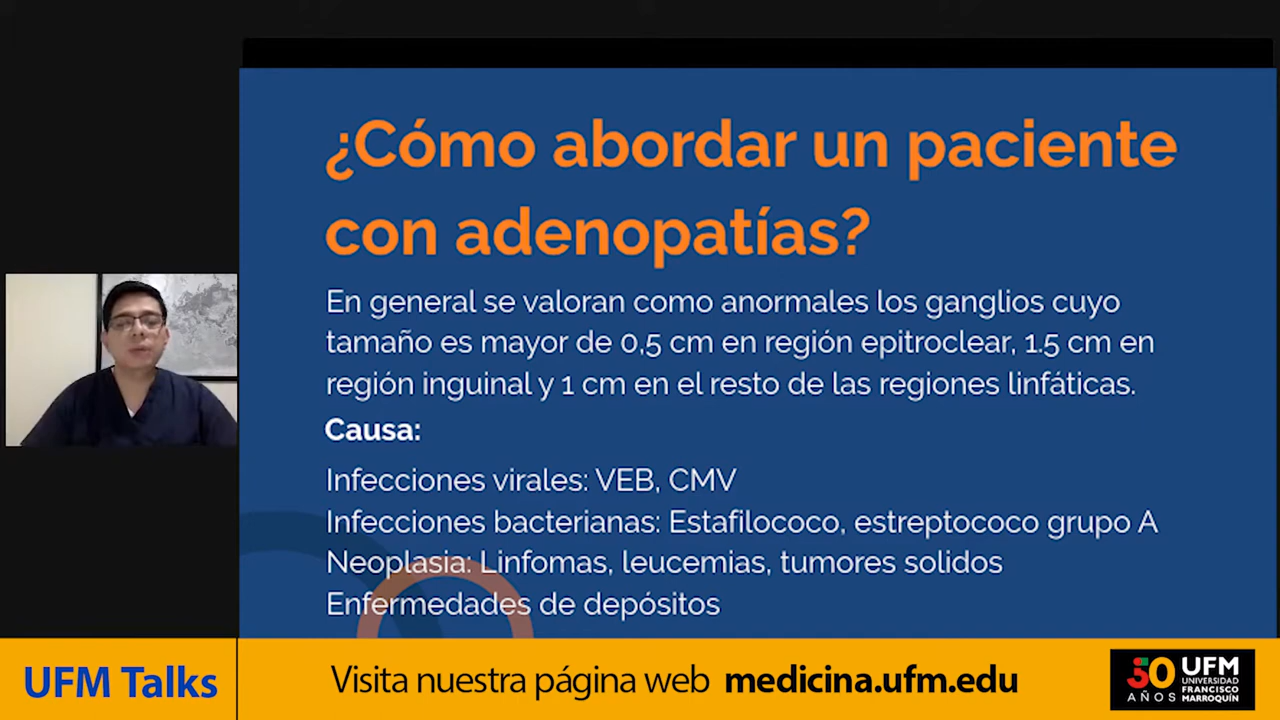 ¿Cómo abordar un paciente
con adenopatías?
En general se valoran como anormales los ganglios cuyo
tamaño es mayor de 0,5 cm en región epitroclear, 1.5 cm en
región inguinal y 1 cm en el resto de las regiones linfáticas.
Causa:
Infecciones virales: VEB, CMV
Infecciones bacterianas: Estafilococo, estreptococo grupo A
Neoplasia: Linfomas, leucemias, tumores solidos
Enfermedades de depósitos
UFM Talks
Visita nuestra página web medicina.ufm.edu
50
AÑOS
UFM
UNIVERSIDAD
FRANCISCO
MARROQUÍN